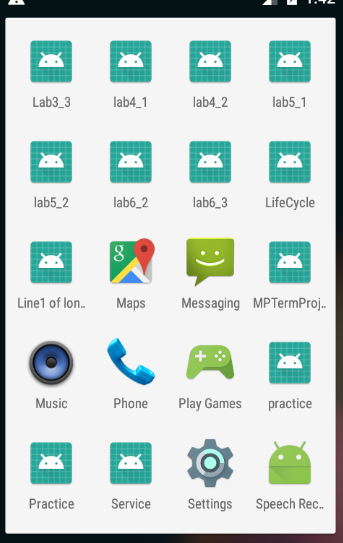 1:42
Lab3_3 lab4_1 lab4_2 lab5_1
lab5_2 lab6_2 lab6_3 LifeCycle
g
Line1 of lon.. Maps Messaging MPTermProj..
Music Phone Play Games practice
Practice Service Settings Speech Rec..